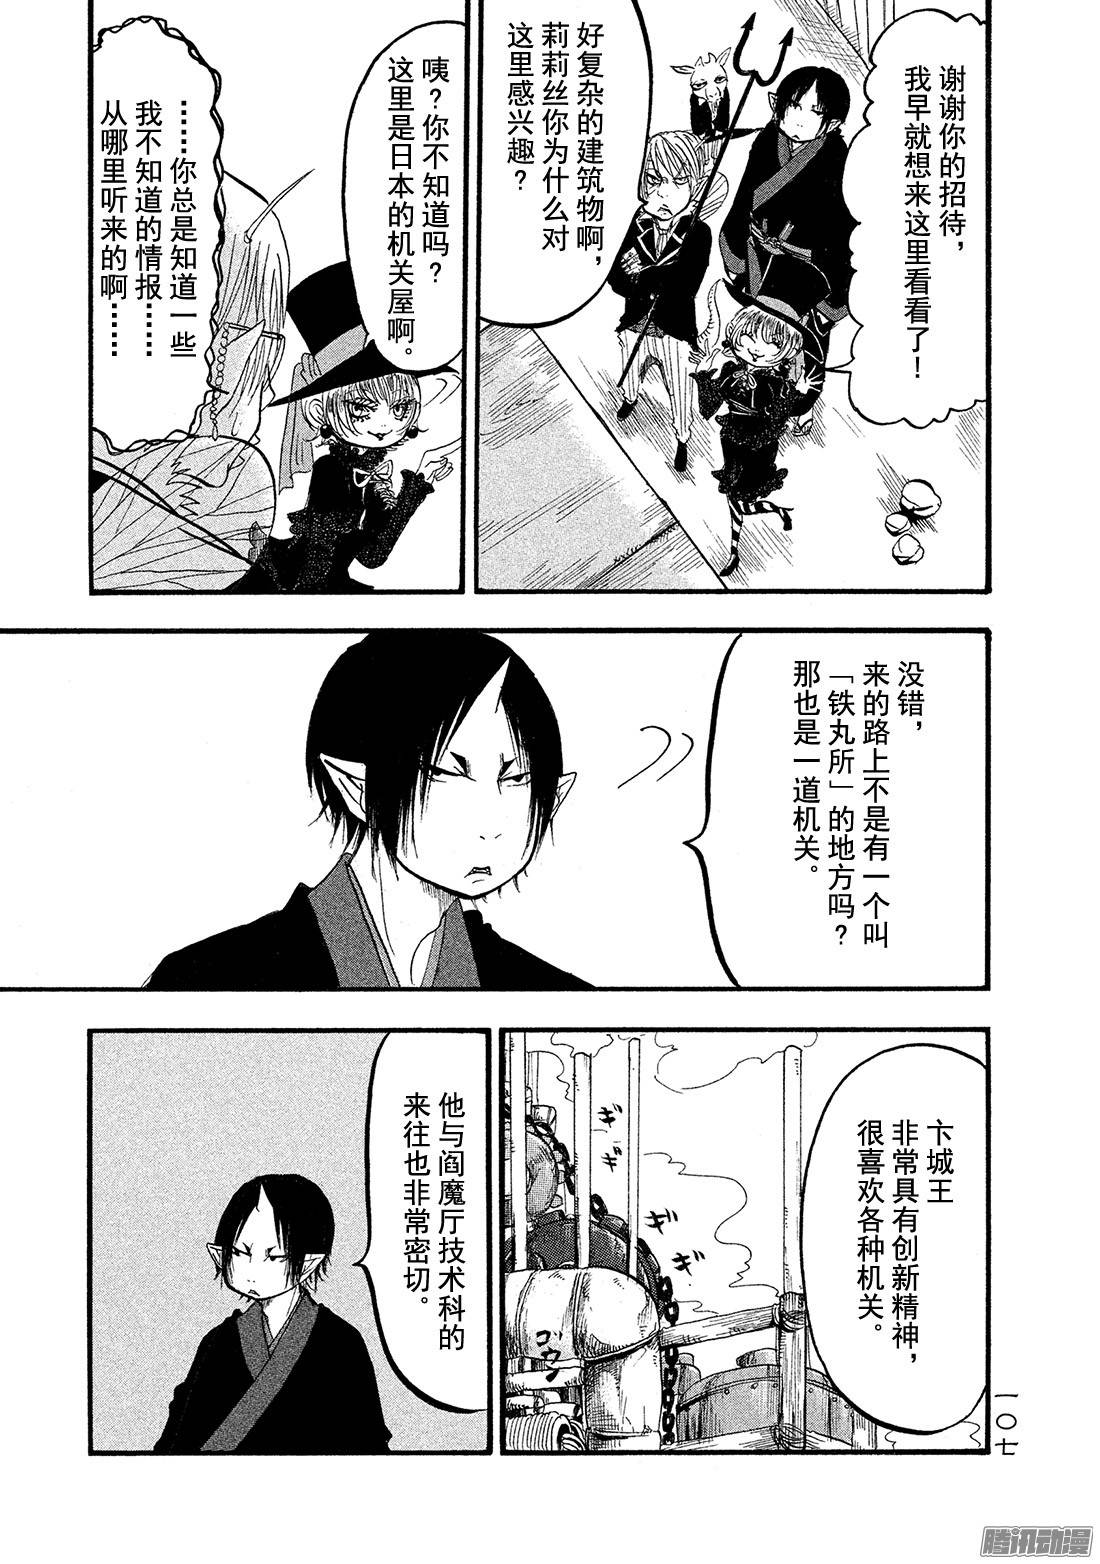 谢谢你的招待，
我早就想来这里看看了！
好复杂的建筑物啊，
莉莉丝你为什么对
这里感兴趣？
咦？你不知道吗？
这里是日本的机关屋啊。
……你总是知道一些
我不知道的情报……
从哪里听来的啊……
没错，
来的路上不是有一个叫
「铁丸所」的地方吗？
那也是一道机关。
卞城王
非常具有创新精神，
很喜欢各种机关。
ギギ
ギギ
ゴウン
他与阎魔厅技术科的
来往也非常密切。
一〇七
腾讯动漫